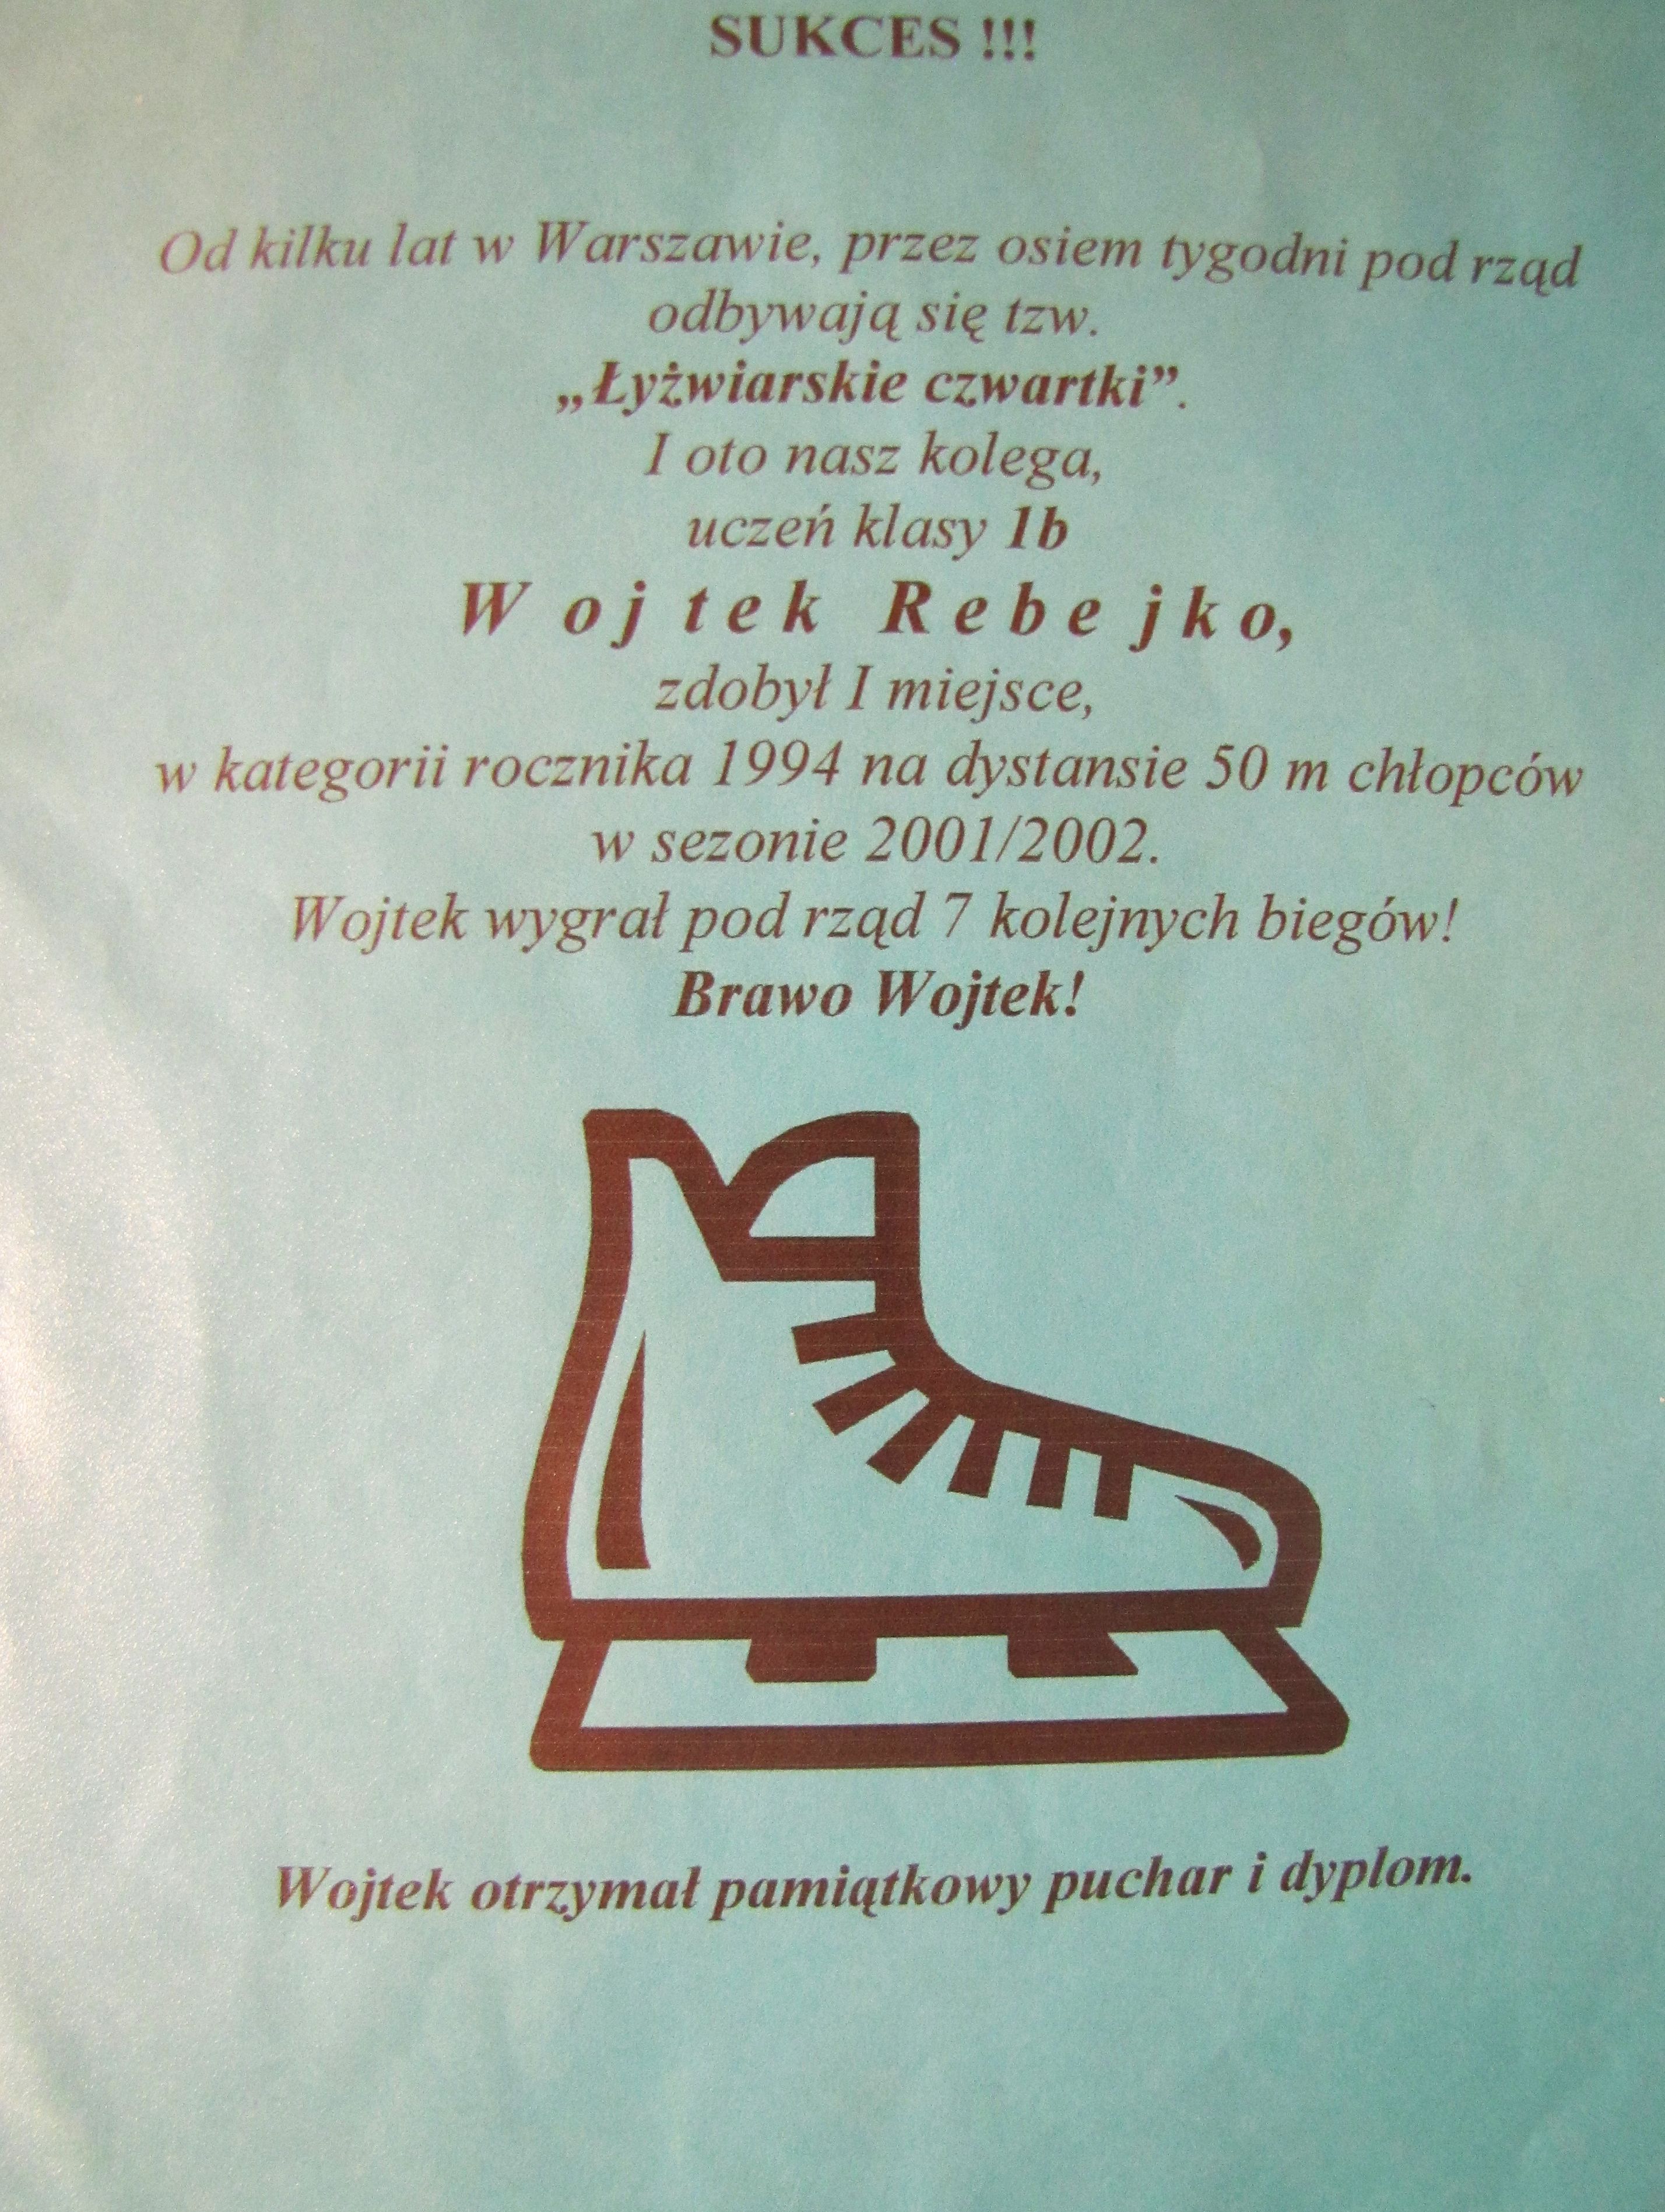 SUKCES !!!
Od kilku lat w Warszawie, przez osiem tygodni pod rząd
odbywają się tzw.
„Łyżwiarskie czwartki”.
I oto nasz kolega,
uczeń klasy 1b
W o j t e k R e b e j k o,
zdobył I miejsce,
w kategorii rocznika 1994 na dystansie 50 m chłopców
w sezonie 2001/2002.
Wojtek wygrał pod rząd 7 kolejnych biegów!
Brawo Wojtek!
Wojtek otrzymał pamiątkowy puchar i dyplom.